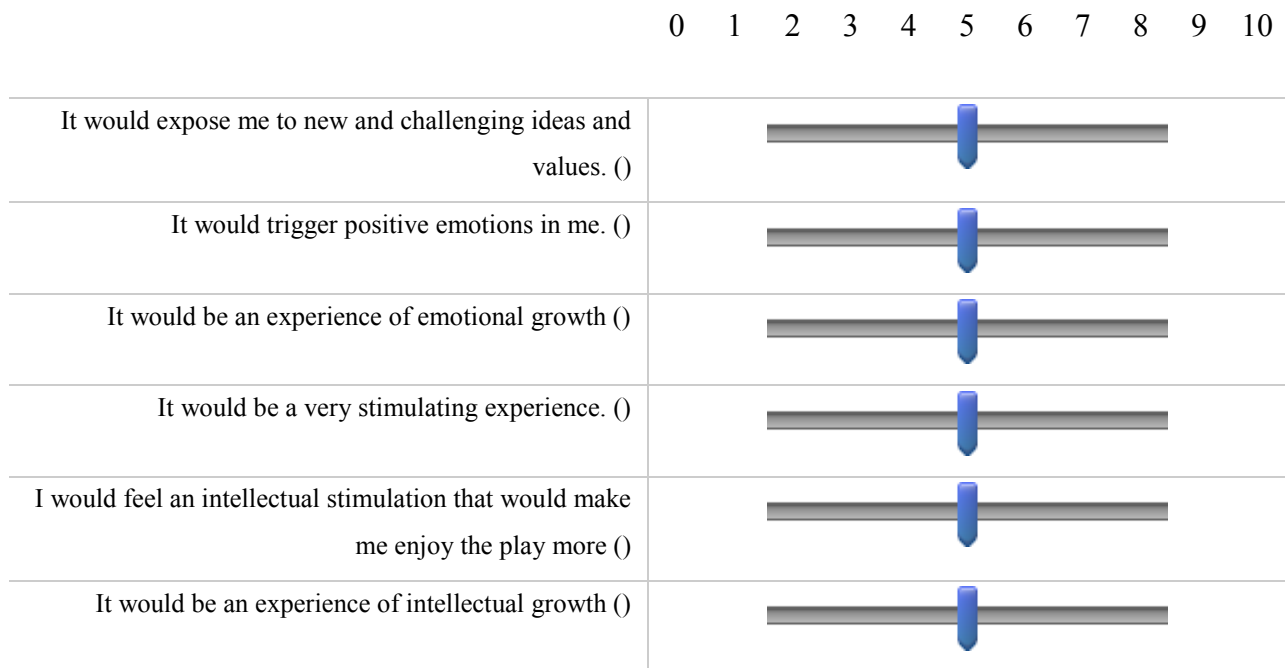 0 1 2 3 4 5 6 7 8 9 10
It would expose me to new and challenging ideas and
values. ()
It would trigger positive emotions in me. ()
It would be an experience of emotional growth ()
It would be a very stimulating experience. ()
I would feel an intellectual stimulation that would make
me enjoy the play more ()
It would be an experience of intellectual growth ()